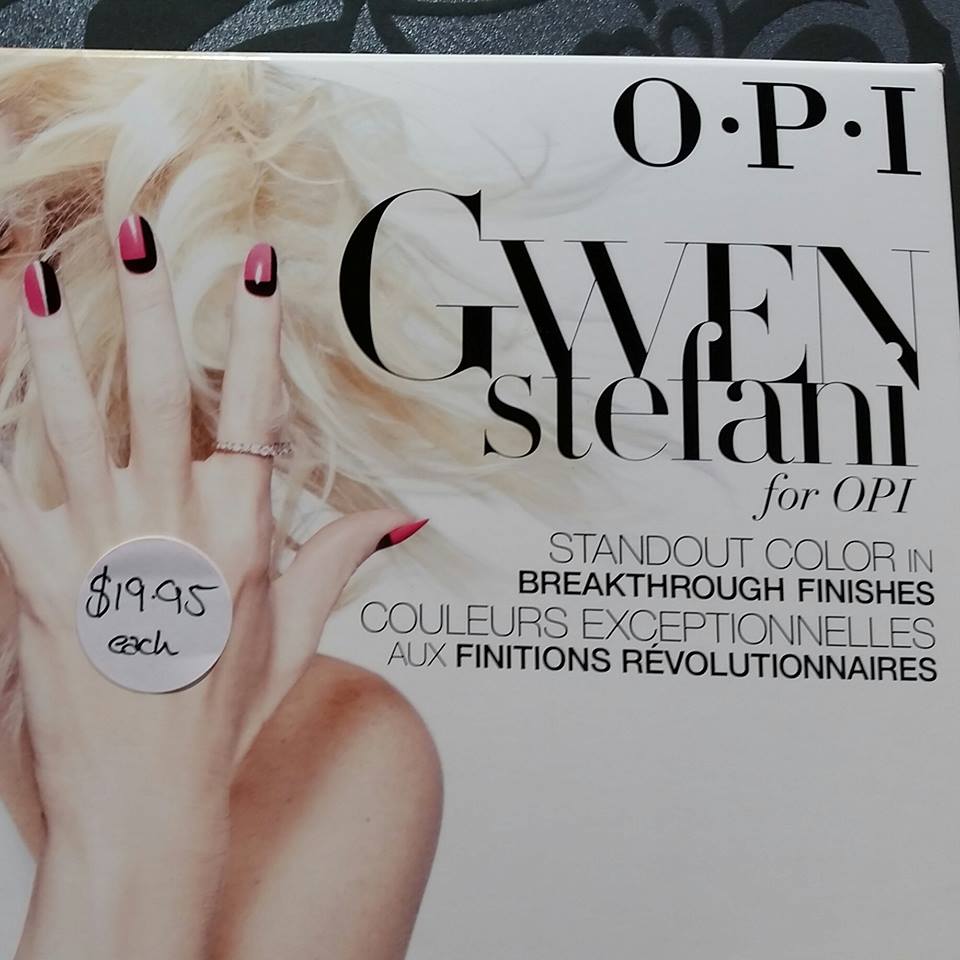 O·P·I
GWEN
stefani
for OPI
STANDOUT COLOR IN
BREAKTHROUGH FINISHES
COULEURS EXCEPTIONNELLES
AUX FINITIONS RÉVOLUTIONNAIRES
$19.95
each